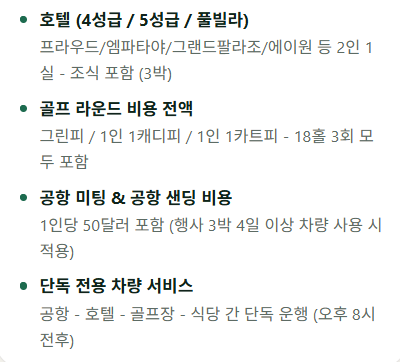 호텔 (4성급 / 5성급 / 풀빌라)
프라우드/엠파타야/그랜드팔라조/에이원 등 2인 1
실 - 조식 포함 (3박)
골프 라운드 비용 전액
그린피 / 1인 1캐디피 / 1인 1카트피 - 18홀 3회 모
두 포함
공항 미팅 & 공항 샌딩 비용
1인당 50달러 포함 (행사 3박 4일 이상 차량 사용 시
적용)
단독 전용 차량 서비스
공항 - 호텔 - 골프장 - 식당 간 단독 운행 (오후 8시
전후)